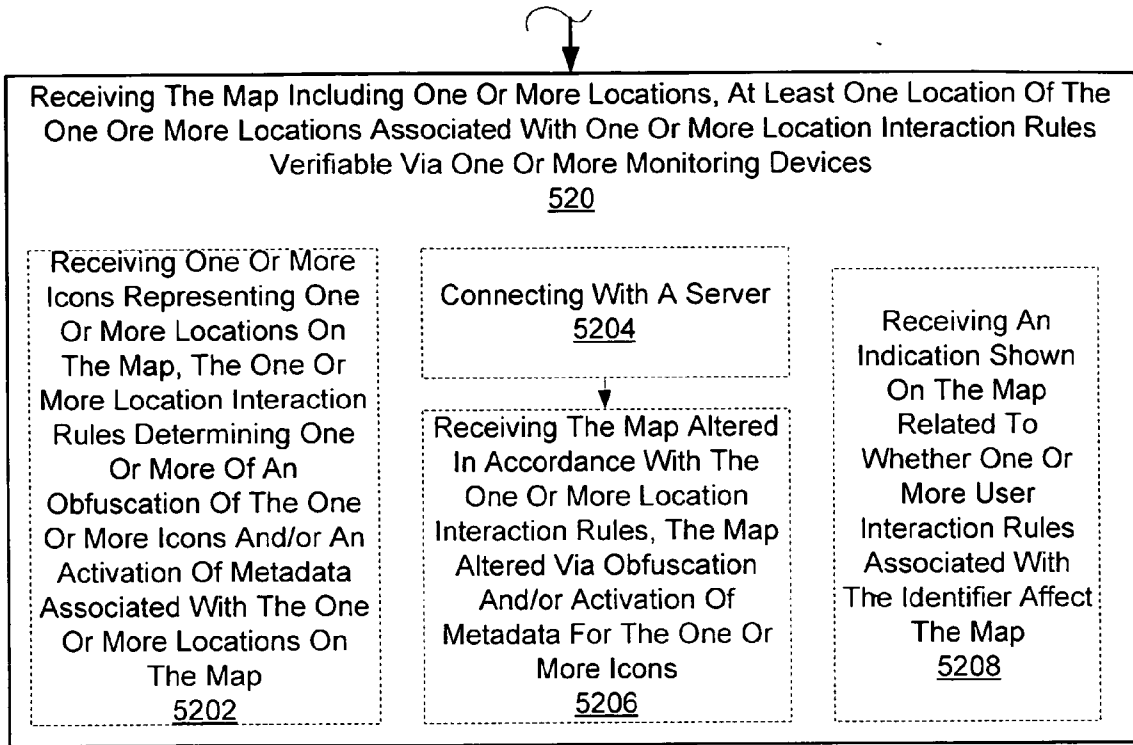 Receiving The Map Including One Or More Locations, At Least One Location Of The
One Ore More Locations Associated With One Or More Location Interaction Rules
Verifiable Via One Or More Monitoring Devices
520
Receiving One Or More
Icons Representing One
Or More Locations On
The Map, The One Or
More Location Interaction
Rules Determining One
Or More Of An
Obfuscation Of The One
Or More Icons And/or An
Activation Of Metadata
Associated With The One
Or More Locations On
The Map
5202
Connecting With A Server
5204
Receiving The Map Altered
In Accordance With The
One Or More Location
Interaction Rules, The Map
Altered Via Obfuscation
And/or Activation Of
Metadata For The One Or
More Icons
5206
Receiving An
Indication Shown
On The Map
Related To
Whether One Or
More User
Interaction Rules
Associated With
The Identifier Affect
The Map
5208